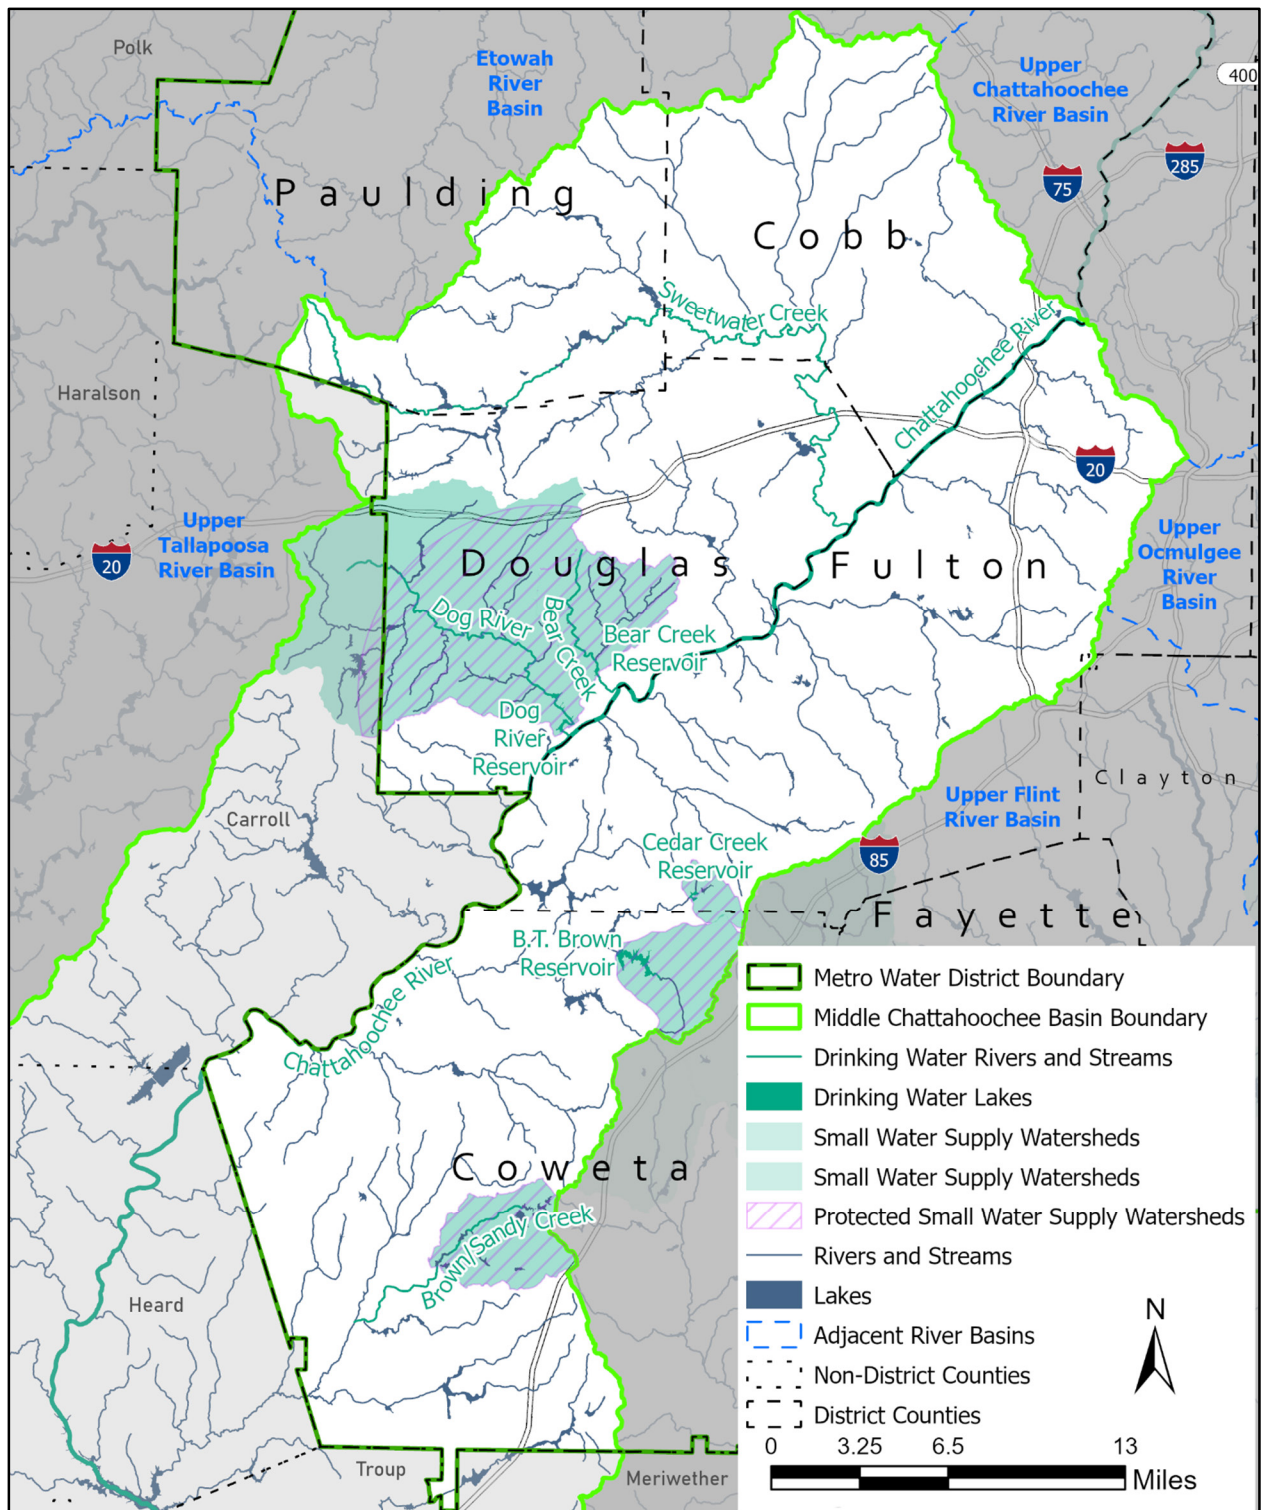 Polk
Etowah
River
Basin
Upper
Chattahoochee
River Basin
400
285
75
Paulding
Cobb
Sweetwater Creek
Chattahoochee River
Haralson
20
Upper
Tallapoosa
River Basin
20
Upper
Ocmulgee
River
Basin
Douglas
Fulton
Dog River
Bear Creek
Bear Creek
Reservoir
Dog
River
Reservoir
Clayton
Upper Flint
River Basin
Carroll
Cedar Creek
Reservoir
85
Fayette
B.T. Brown
Reservoir
Chattahoochee River
Coweta
Brown/Sandy Creek
Heard
Troup
Meriwether
Metro Water District Boundary
Middle Chattahoochee Basin Boundary
Drinking Water Rivers and Streams
Drinking Water Lakes
Small Water Supply Watersheds
Small Water Supply Watersheds
Protected Small Water Supply Watersheds
Rivers and Streams
Lakes
Adjacent River Basins
Non-District Counties
District Counties
N
0 3.25 6.5 13
Miles